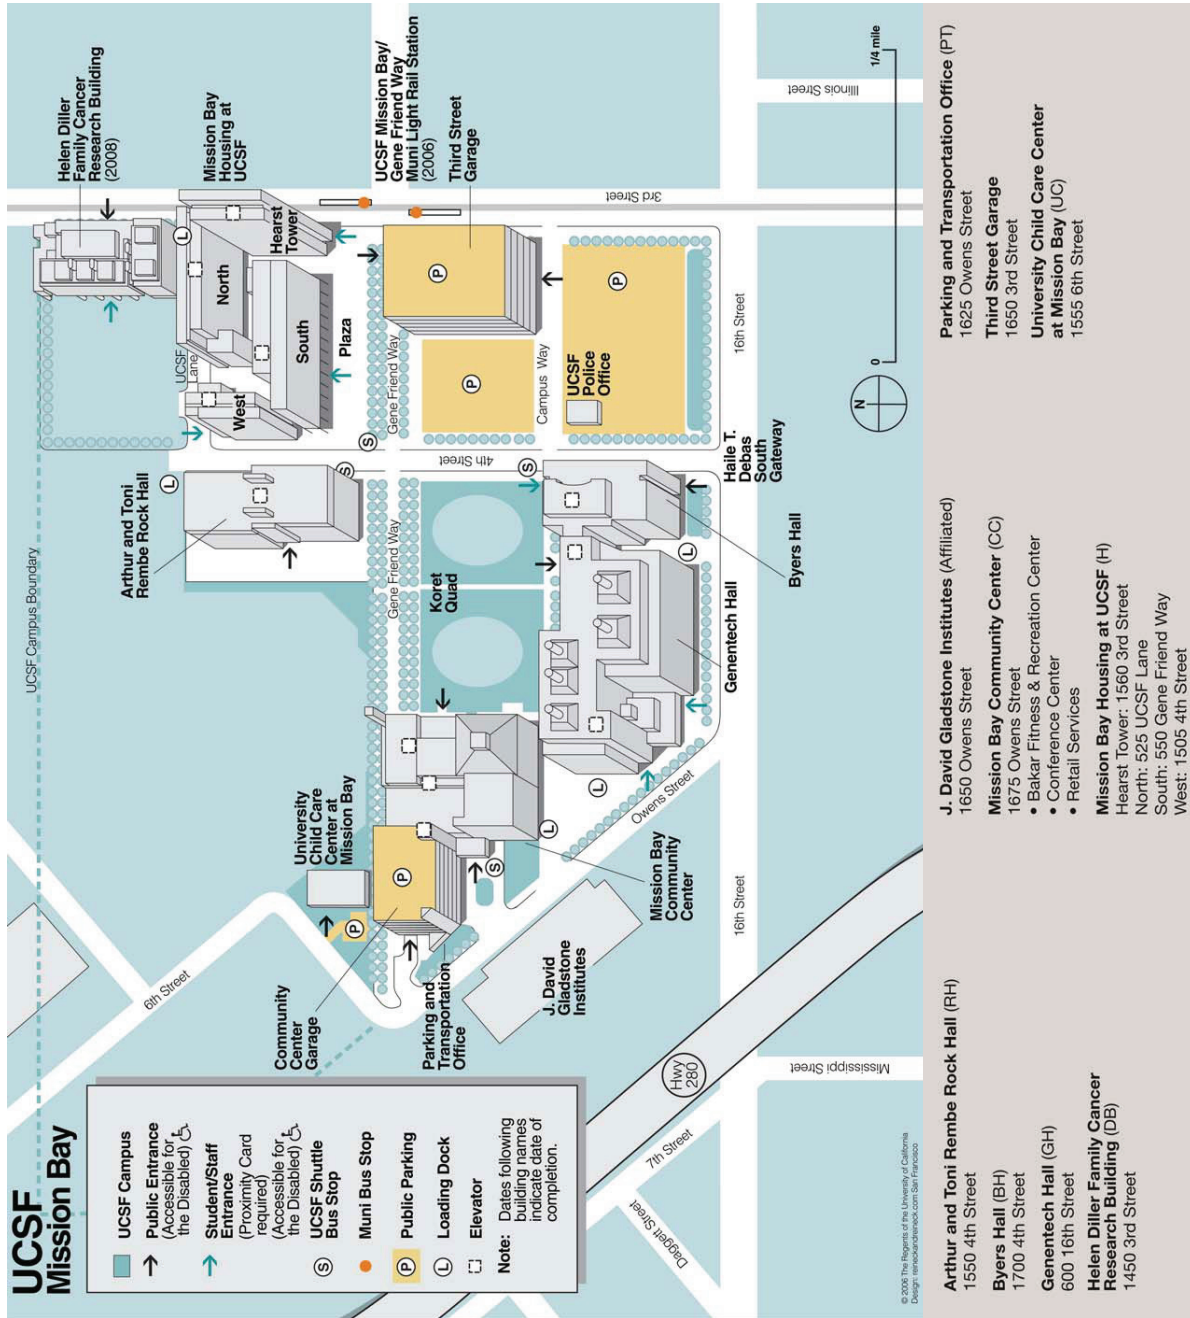 UCSF
Mission Bay
UCSF Campus
Public Entrance
(Accessible for
the Disabled)
Student/Staff
Entrance
(Proximity Card
required)
(Accessible for
the Disabled)
S
UCSF Shuttle
Bus Stop
Muni Bus Stop
P
Public Parking
L
Loading Dock
Elevator
Note: Dates following
building names
indicate date of
completion.
UCSF Campus Boundary
Helen Diller
Family Cancer
Research Building
(2008)
Mission Bay
Housing at
UCSF
UCSF Mission Bay/
Gene Friend Way
Muni Light Rail Station
(2006)
Third Street
Garage
Arthur and Toni
Rembe Rock Hall
UCSF
Lane
North
South
West
Hearst
Tower
Plaza
University
Child Care
Center at
Mission Bay
Community
Center
Garage
Parking and
Transportation
Office
6th Street
Gene Friend Way
Gene Friend Way
Koret
Quad
4th Street
Campus Way
UCSF
Police
Office
3rd Street
Illinois Street
16th Street
16th Street
Haile T.
Debas
South
Gateway
Byers Hall
Genentech Hall
Owens Street
Mission Bay
Community
Center
J. David
Gladstone
Institutes
Hwy
280
7th Street
Daggett Street
Mississippi Street
N
0
1/4 mile
© 2006 The Regents of the University of California
Design: reineckandreineck.com San Francisco
Arthur and Toni Rembe Rock Hall (RH)
1550 4th Street
Byers Hall (BH)
1700 4th Street
Genentech Hall (GH)
600 16th Street
Helen Diller Family Cancer
Research Building (DB)
1450 3rd Street
J. David Gladstone Institutes (Affiliated)
1650 Owens Street
Mission Bay Community Center (CC)
1675 Owens Street
• Bakar Fitness & Recreation Center
• Conference Center
• Retail Services
Mission Bay Housing at UCSF (H)
Hearst Tower: 1560 3rd Street
North: 525 UCSF Lane
South: 550 Gene Friend Way
West: 1505 4th Street
Parking and Transportation Office (PT)
1625 Owens Street
Third Street Garage
1650 3rd Street
University Child Care Center
at Mission Bay (UC)
1555 6th Street